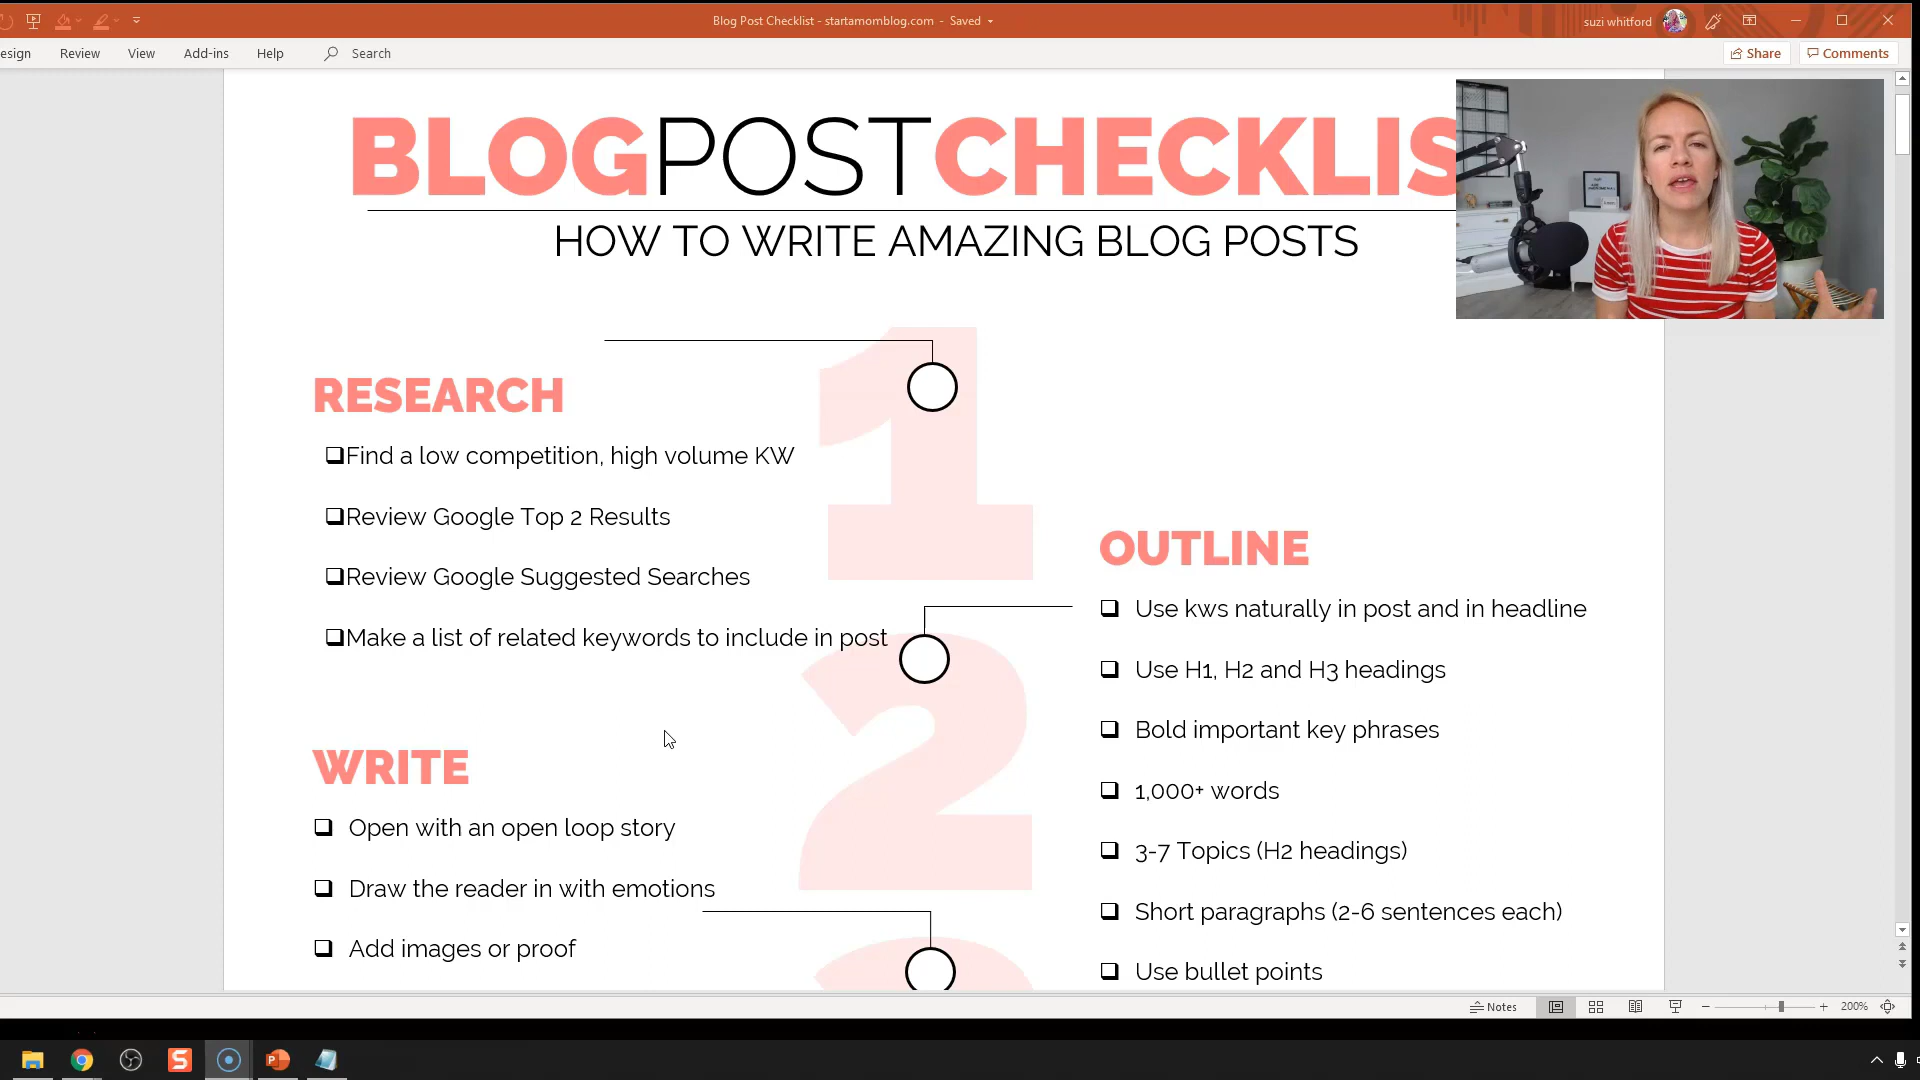 Blog Post Checklist - startamomblog.com - Saved
suzi whitford
esign Review View Add-ins Help Search
Share Comments
BLOGPOSTCHECKLIS
HOW TO WRITE AMAZING BLOG POSTS
1
RESEARCH
Find a low competition, high volume KW
Review Google Top 2 Results
Review Google Suggested Searches
Make a list of related keywords to include in post
2
OUTLINE
Use kws naturally in post and in headline
Use H1, H2 and H3 headings
Bold important key phrases
1,000+ words
3-7 Topics (H2 headings)
Short paragraphs (2-6 sentences each)
Use bullet points
WRITE
Open with an open loop story
Draw the reader in with emotions
Add images or proof
Notes
200%